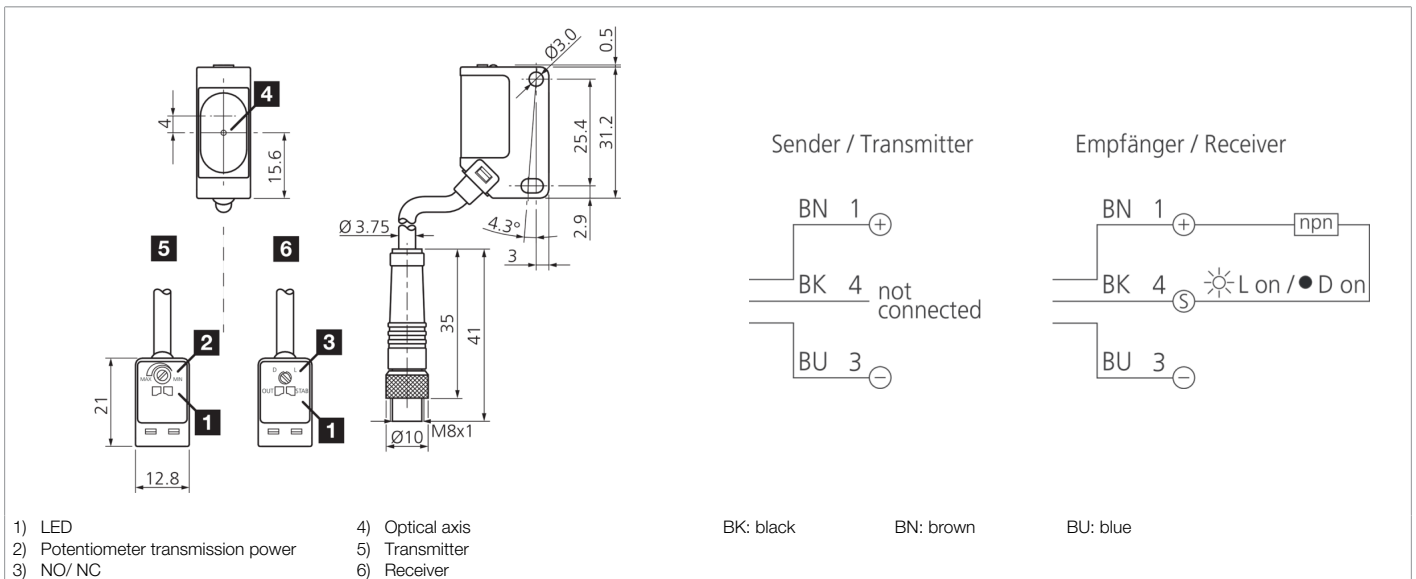 Ø3.0
0.5
4
4
15.6
25.4
31.2
2.9
4.3°
3
Ø 3.75
5
6
2
MAX
MIN
1
21
12.8
3
D
L
OUT
STAB
1
35
41
M8x1
Ø10
Sender / Transmitter
BN 1 +
BK 4 not
connected
BU 3 −
Empfänger / Receiver
BN 1 + npn
BK 4 S L on / D on
BU 3 −
1) LED
2) Potentiometer transmission power
3) NO/ NC
4) Optical axis
5) Transmitter
6) Receiver
BK: black BN: brown BU: blue